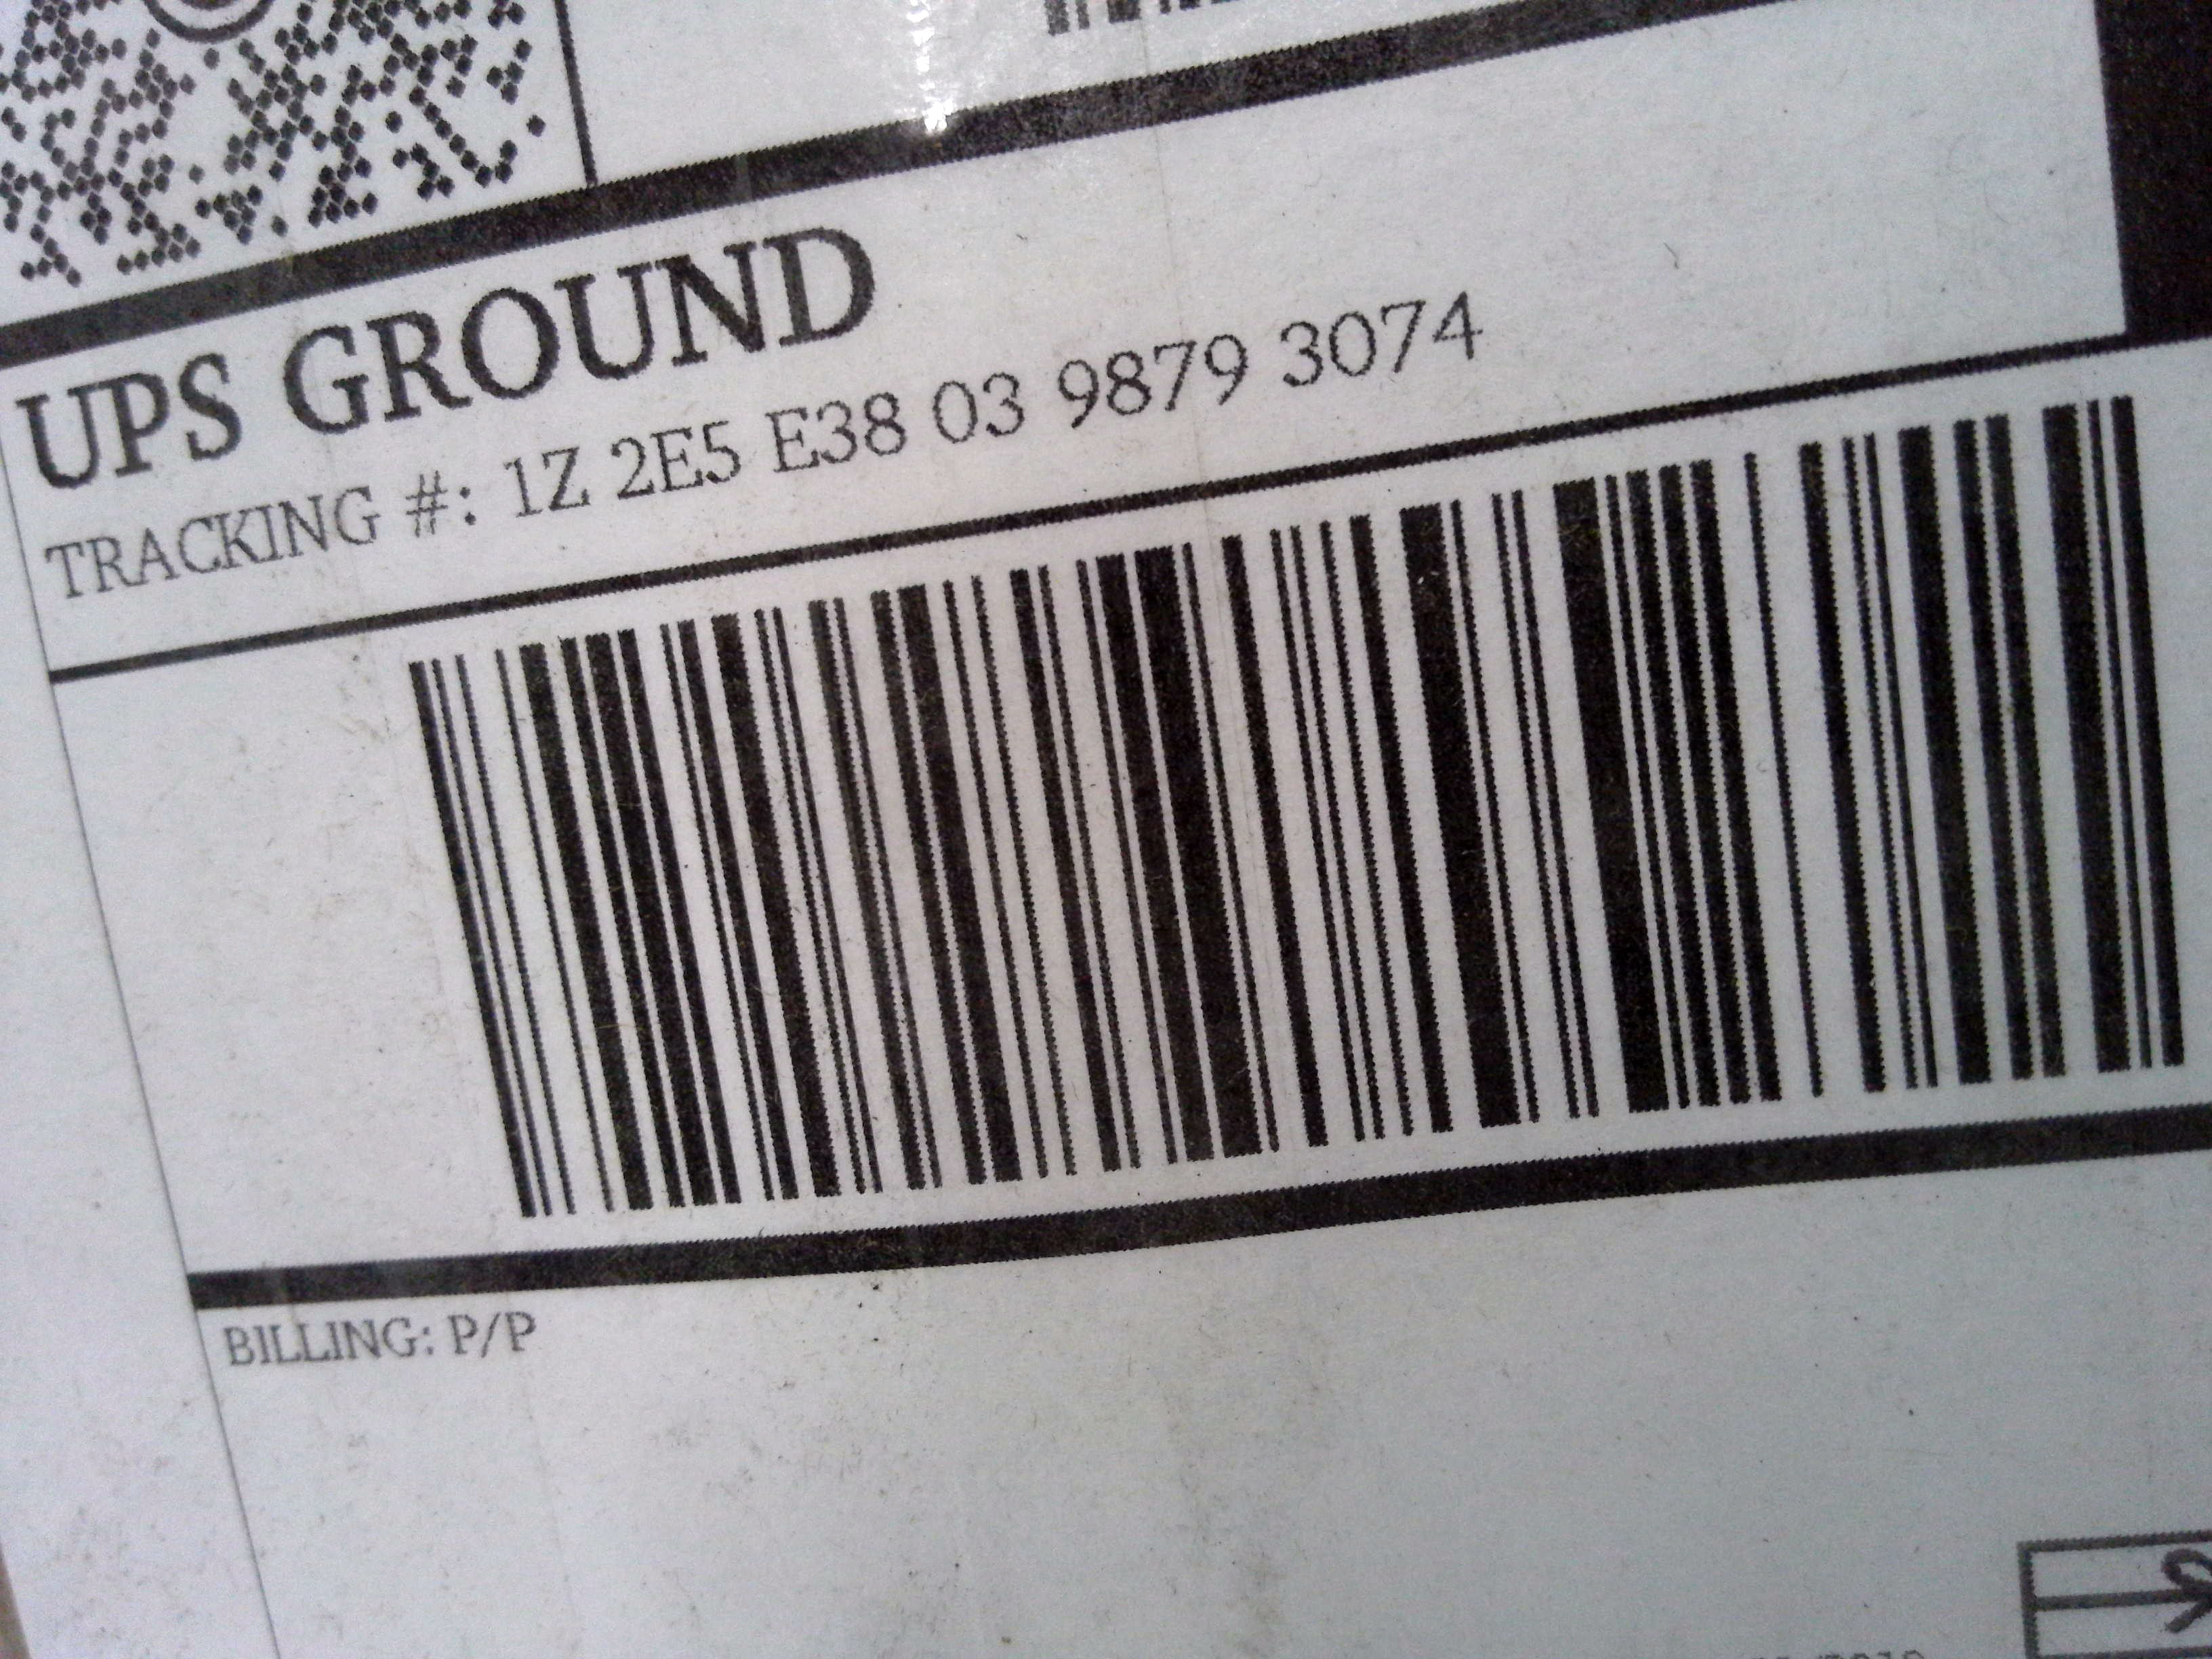 UPS GROUND
TRACKING #: 1Z 2E5 E38 03 9879 3074
BILLING: P/P